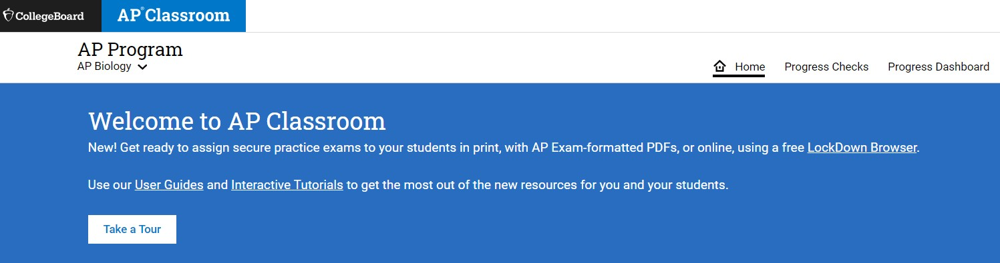 CollegeBoard
AP® Classroom
AP Program
AP Biology
Home
Progress Checks
Progress Dashboard
Welcome to AP Classroom
New! Get ready to assign secure practice exams to your students in print, with AP Exam-formatted PDFs, or online, using a free LockDown Browser.
Use our User Guides and Interactive Tutorials to get the most out of the new resources for you and your students.
Take a Tour